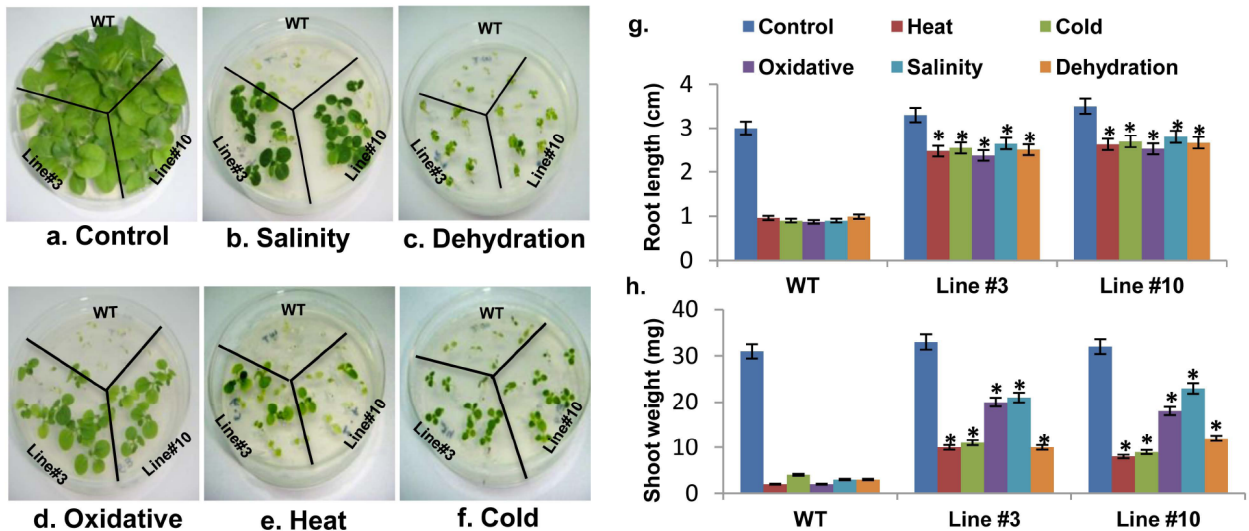 WT
Line#3
Line#10
a. Control
WT
Line#3
Line#10
b. Salinity
WT
Line#3
Line#10
c. Dehydration
WT
Line#3
Line#10
d. Oxidative
WT
Line#3
Line#10
e. Heat
WT
Line#3
Line#10
f. Cold
g.
Control Heat Cold
Oxidative Salinity Dehydration
Root length (cm)
4
3
2
1
0
* * * * * * * * * *
WT Line #3 Line #10
h.
Shoot weight (mg)
40
30
20
10
0
* * * * * * * * * *
WT Line #3 Line #10